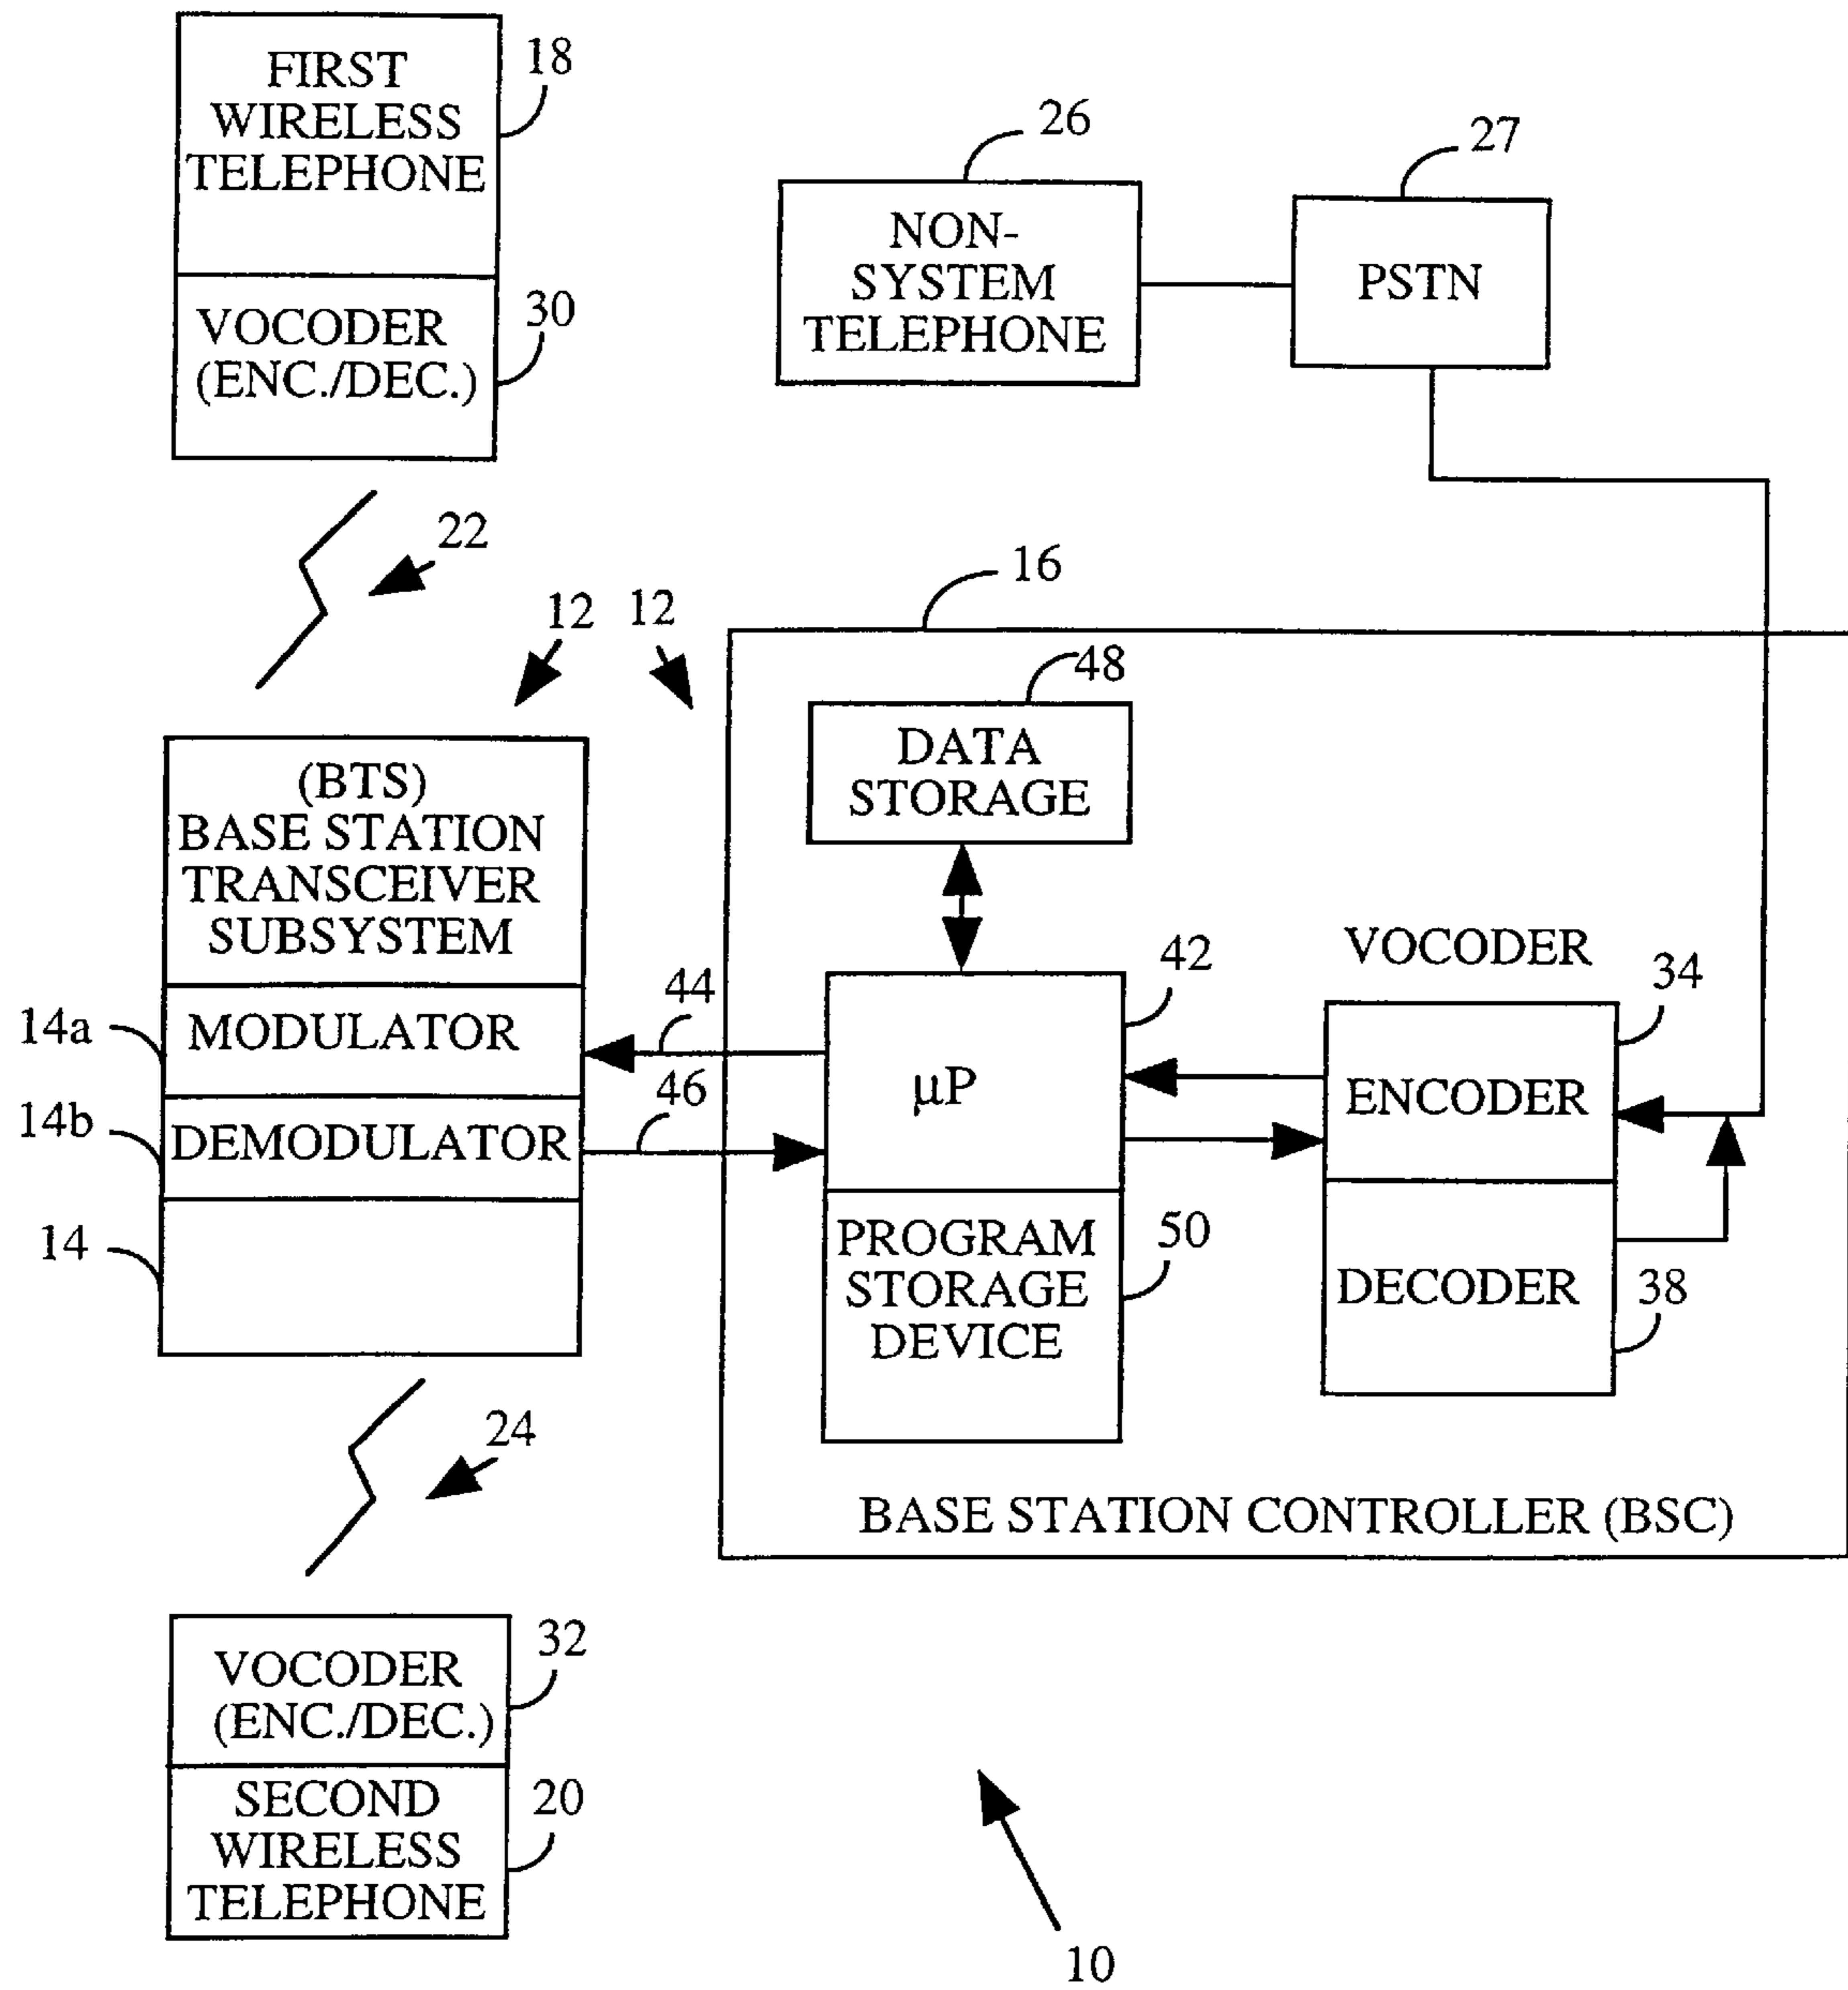 FIRST
WIRELESS
TELEPHONE
18
VOCODER
(ENC./DEC.)
30
26
NON-
SYSTEM
TELEPHONE
27
PSTN
22
12
12
16
48
DATA
STORAGE
(BTS)
BASE STATION
TRANSCEIVER
SUBSYSTEM
14a
MODULATOR
44
14b
DEMODULATOR
46
14
42
µP
PROGRAM
STORAGE
DEVICE
50
VOCODER
34
ENCODER
DECODER
38
BASE STATION CONTROLLER (BSC)
24
VOCODER
(ENC./DEC.)
32
SECOND
WIRELESS
TELEPHONE
20
10